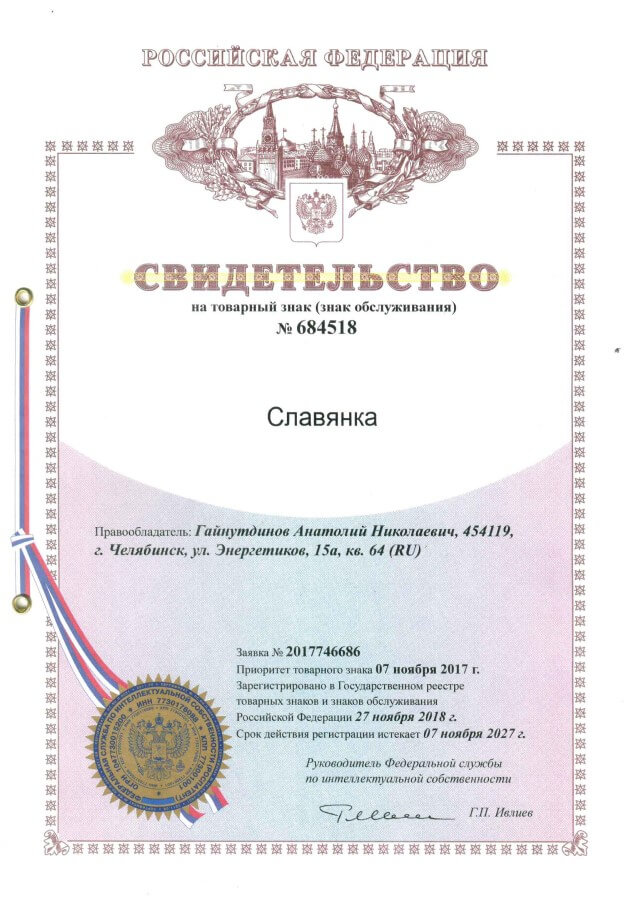 РОССИЙСКАЯ ФЕДЕРАЦИЯ
СВИДЕТЕЛЬСТВО
на товарный знак (знак обслуживания)
№ 684518
Славянка
Правообладатель: Гайнутдинов Анатолий Николаевич, 454119,
г. Челябинск, ул. Энергетиков, 15а, кв. 64 (RU)
Заявка № 2017746686
Приоритет товарного знака 07 ноября 2017 г.
Зарегистрировано в Государственном реестре
товарных знаков и знаков обслуживания
Российской Федерации 27 ноября 2018 г.
Срок действия регистрации истекает 07 ноября 2027 г.
Руководитель Федеральной службы
по интеллектуальной собственности
Г.П. Ивлиев
ФЕДЕРАЛЬНАЯ СЛУЖБА ПО ИНТЕЛЛЕКТУАЛЬНОЙ СОБСТВЕННОСТИ (РОСПАТЕНТ)
ОГРН 1047730015200 • ИНН 7730176088 • КПП 773001001